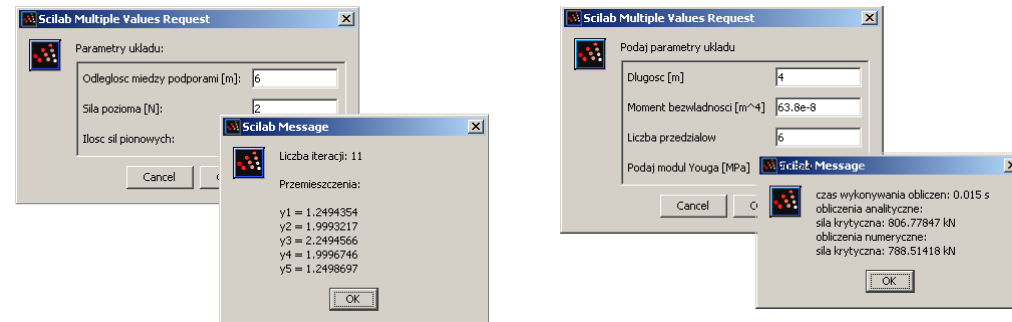 Scilab Multiple Values Request
Parametry ukladu:
Odleglosc miedzy podporami [m]: 6
Sila pozioma [N]: 2
Ilosc sil pionowych:
Cancel
Scilab Message
Liczba iteracji: 11
Przemieszczenia:
y1 = 1.2494354
y2 = 1.9993217
y3 = 2.2494566
y4 = 1.9996746
y5 = 1.2498697
OK
Scilab Multiple Values Request
Podaj parametry ukladu
Dlugosc [m] 4
Moment bezwladnosci [m^4] 63.8e-8
Liczba przedzialow 6
Podaj modul Youga [MPa]
Cancel
Scilab Message
czas wykonywania obliczen: 0.015 s
obliczenia analityczne:
sila krytyczna: 806.77847 kN
obliczenia numeryczne:
sila krytyczna: 788.51418 kN
OK